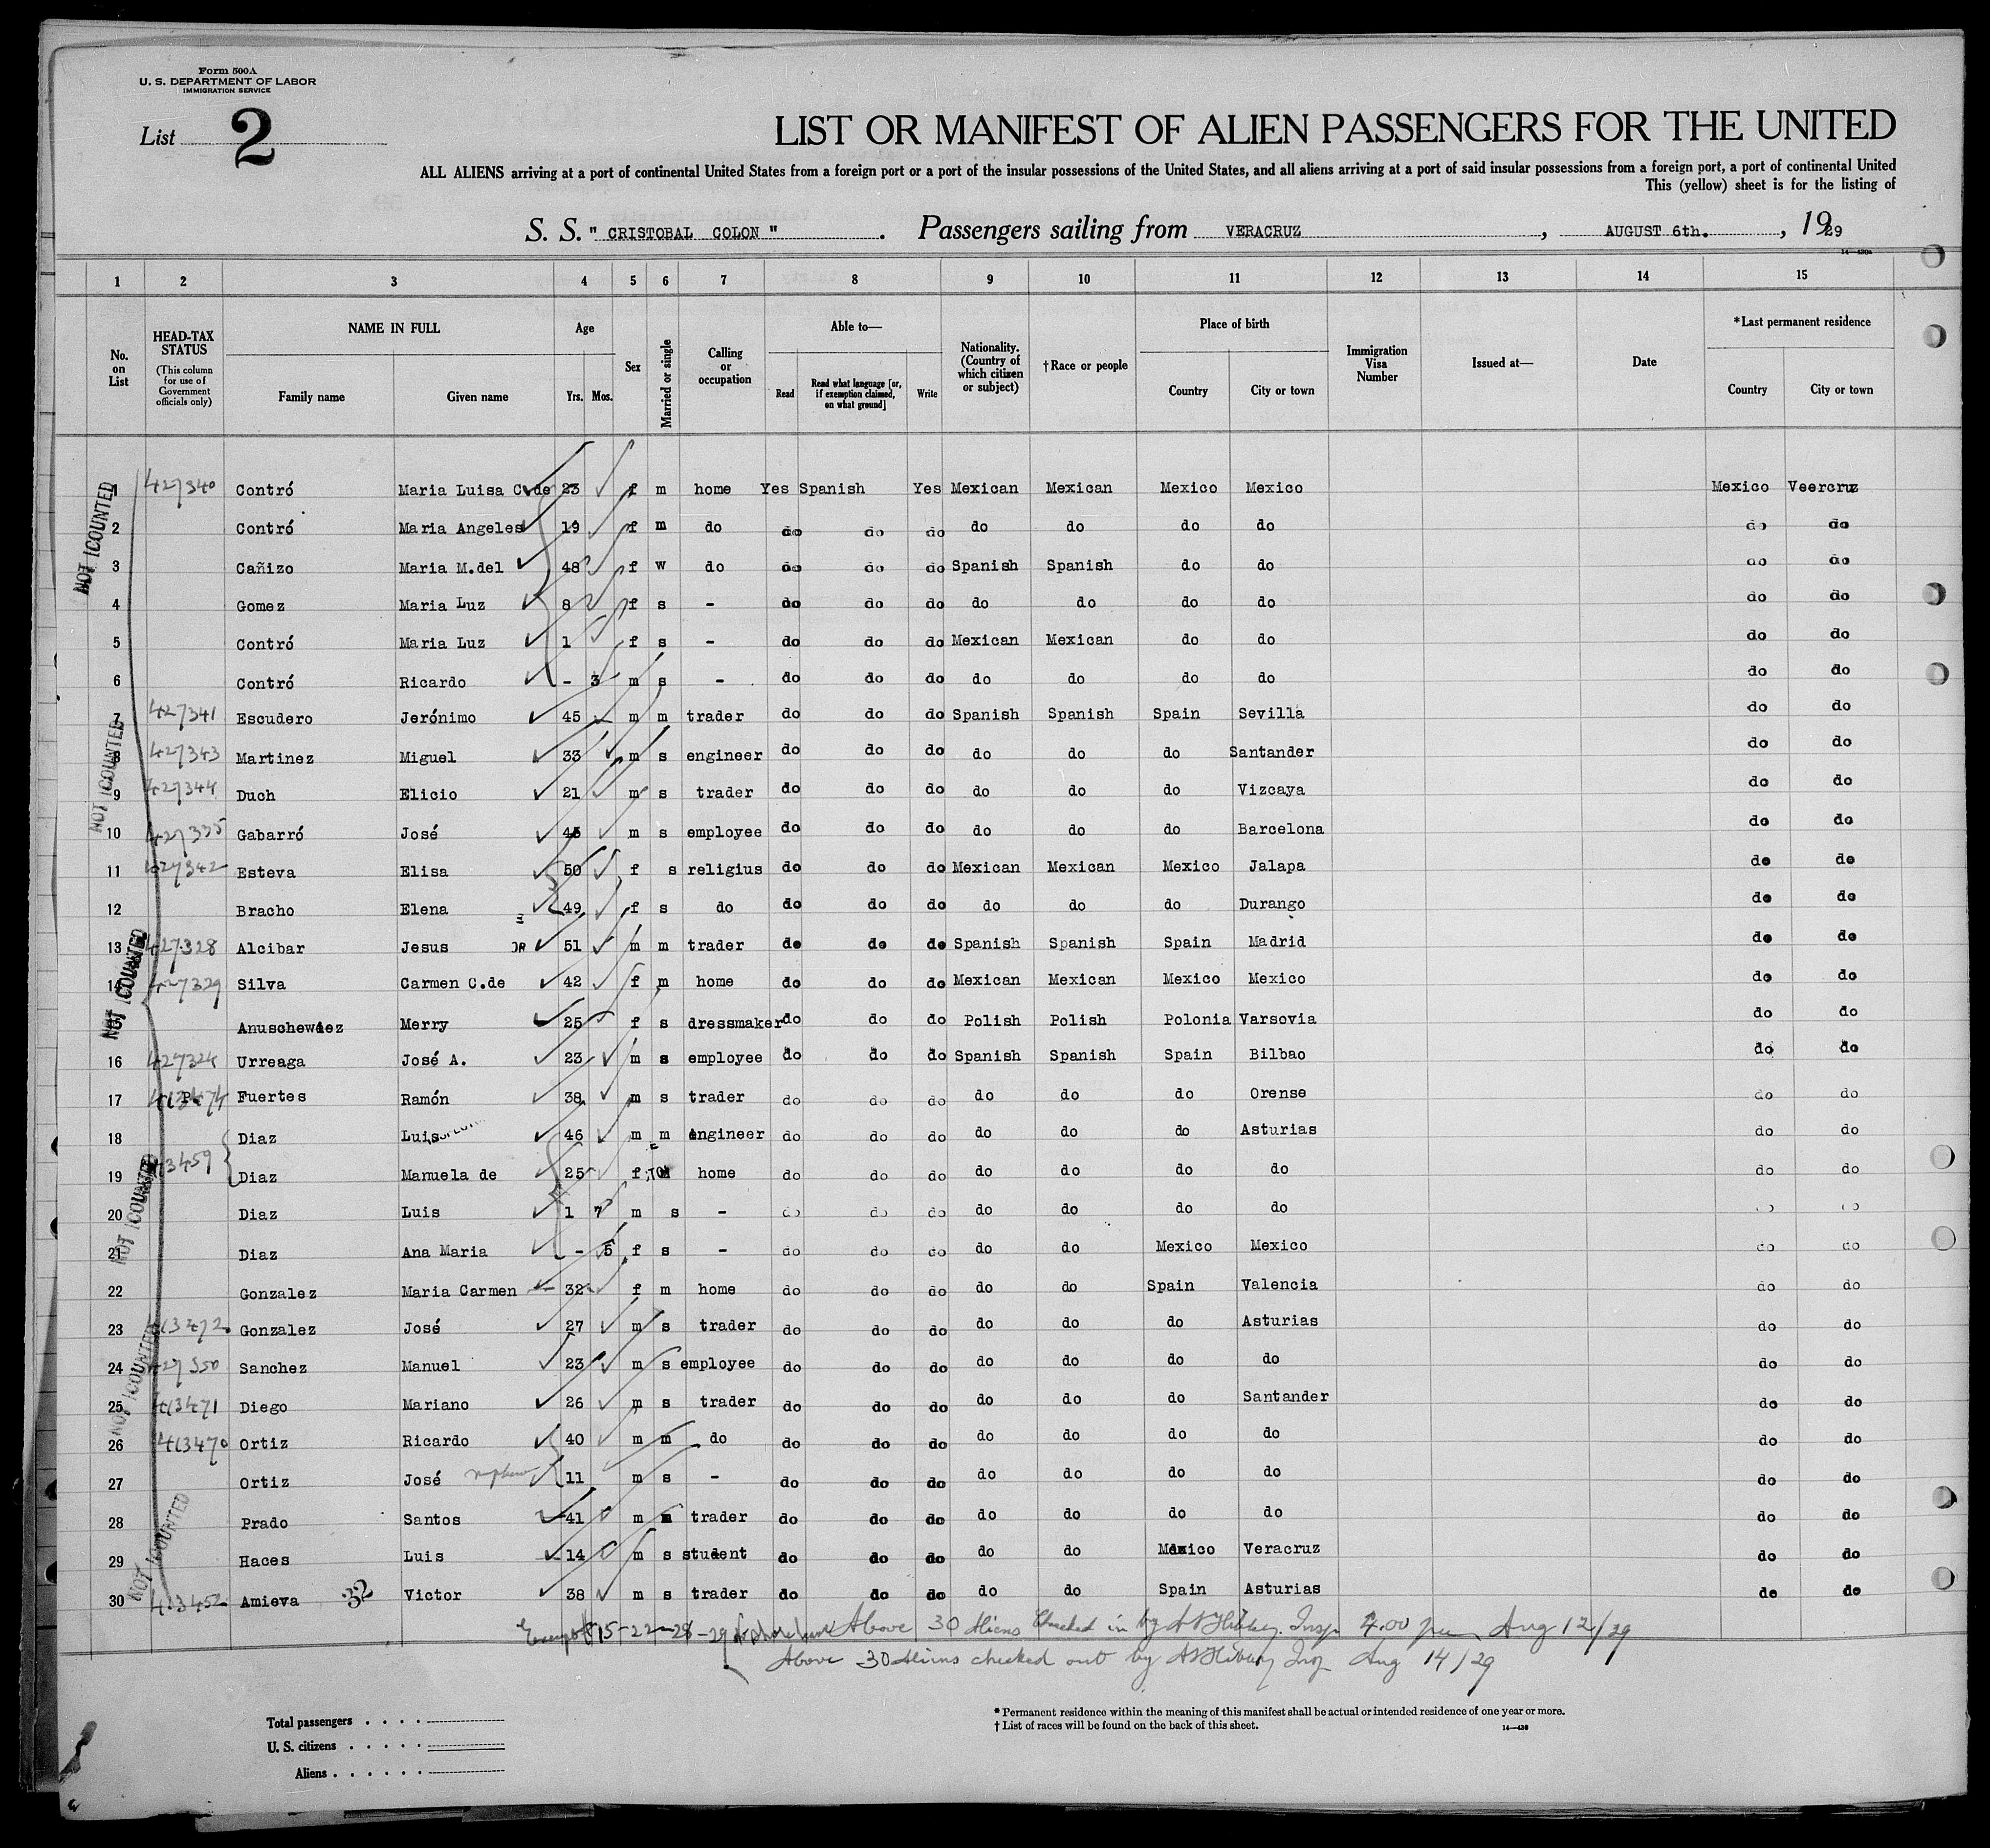 Form 500A
U. S. DEPARTMENT OF LABOR
IMMIGRATION SERVICE
List 2
LIST OR MANIFEST OF ALIEN PASSENGERS FOR THE UNITED
ALL ALIENS arriving at a port of continental United States from a foreign port or a port of the insular possessions of the United States, and all aliens arriving at a port of said insular possessions from a foreign port, a port of continental United
This (yellow) sheet is for the listing of
S. S. " CRISTOBAL COLON " . Passengers sailing from VERACRUZ , AUGUST 6th. , 1929
1 2 3 4 5 6 7 8 9 10 11 12 13 14 15
No. on List HEAD-TAX STATUS (This column for use of Government officials only) NAME IN FULL Family name Given name Age Yrs. Mos. Sex Married or single Calling or occupation Able to— Read Read what language [or, if exemption claimed, on what ground] Write Nationality. (Country of which citizen or subject) †Race or people Place of birth Country City or town Immigration Visa Number Issued at— Date *Last permanent residence Country City or town
1 427340 Contró Maria Luisa C.de 23 f m home Yes Spanish Yes Mexican Mexican Mexico Mexico Mexico Veercruz
2 Contró Maria Angeles 19 f m do do do do do do do do do do
3 Cañizo Maria M.del 48 f w do do do do Spanish Spanish do do do do
4 Gomez Maria Luz 8 f s - do do do do do do do do do
5 Contró Maria Luz 1 f s - do do do Mexican Mexican do do do do
6 Contró Ricardo - 3 m s - do do do do do do do do do
7 427341 Escudero Jerónimo 45 m m trader do do do Spanish Spanish Spain Sevilla do do
8 427343 Martinez Miguel 33 m s engineer do do do do do do Santander do do
9 427344 Duch Elicio 21 m s trader do do do do do do Vizcaya do do
10 427335 Gabarró José 45 m s employee do do do do do do Barcelona do do
11 427342 Esteva Elisa 50 f s religius do do do Mexican Mexican Mexico Jalapa do do
12 Bracho Elena 49 f s do do do do do do do Durango do do
13 427328 Alcibar Jesus 51 m m trader do do do Spanish Spanish Spain Madrid do do
14 427329 Silva Carmen C.de 42 f m home do do do Mexican Mexican Mexico Mexico do do
Anuschewiez Merry 25 f s dressmaker do do do Polish Polish Polonia Varsovia do do
16 427324 Urreaga José A. 23 m s employee do do do Spanish Spanish Spain Bilbao do do
17 413474 Fuertes Ramón 38 m s trader do do do do do do Orense do do
18 Diaz Luis 46 m m engineer do do do do do do Asturias do do
19 413459 Diaz Manuela de 25 f home do do do do do do do do do
20 Diaz Luis 1 7 m s - do do do do do do do do do
21 Diaz Ana Maria - 5 f s - do do do do do Mexico Mexico do do
22 Gonzalez Maria Carmen 32 f m home do do do do do Spain Valencia do do
23 413472 Gonzalez José 27 m s trader do do do do do do Asturias do do
24 427350 Sanchez Manuel 23 m s employee do do do do do do do do do
25 413471 Diego Mariano 26 m s trader do do do do do do Santander do do
26 413470 Ortiz Ricardo 40 m m do do do do do do do do do do
27 Ortiz José nephew 11 m s - do do do do do do do do do
28 Prado Santos 41 m trader do do do do do do do do do
29 Haces Luis 14 m s student do do do do do Mexico Veracruz do do
30 413452 Amieva 32 Victor 38 m s trader do do do do do Spain Asturias do do
NOT COUNTED
NOT COUNTED
NOT COUNTED
NOT COUNTED
NOT COUNTED
NOT COUNTED
Except # 15-22-28-29 Above 30 Aliens Checked in by Insp 4.00 pm Aug 12/29
Above 30 Aliens checked out by Insp Aug 14/29
Total passengers
U. S. citizens
Aliens
* Permanent residence within the meaning of this manifest shall be actual or intended residence of one year or more.
† List of races will be found on the back of this sheet.
14—430